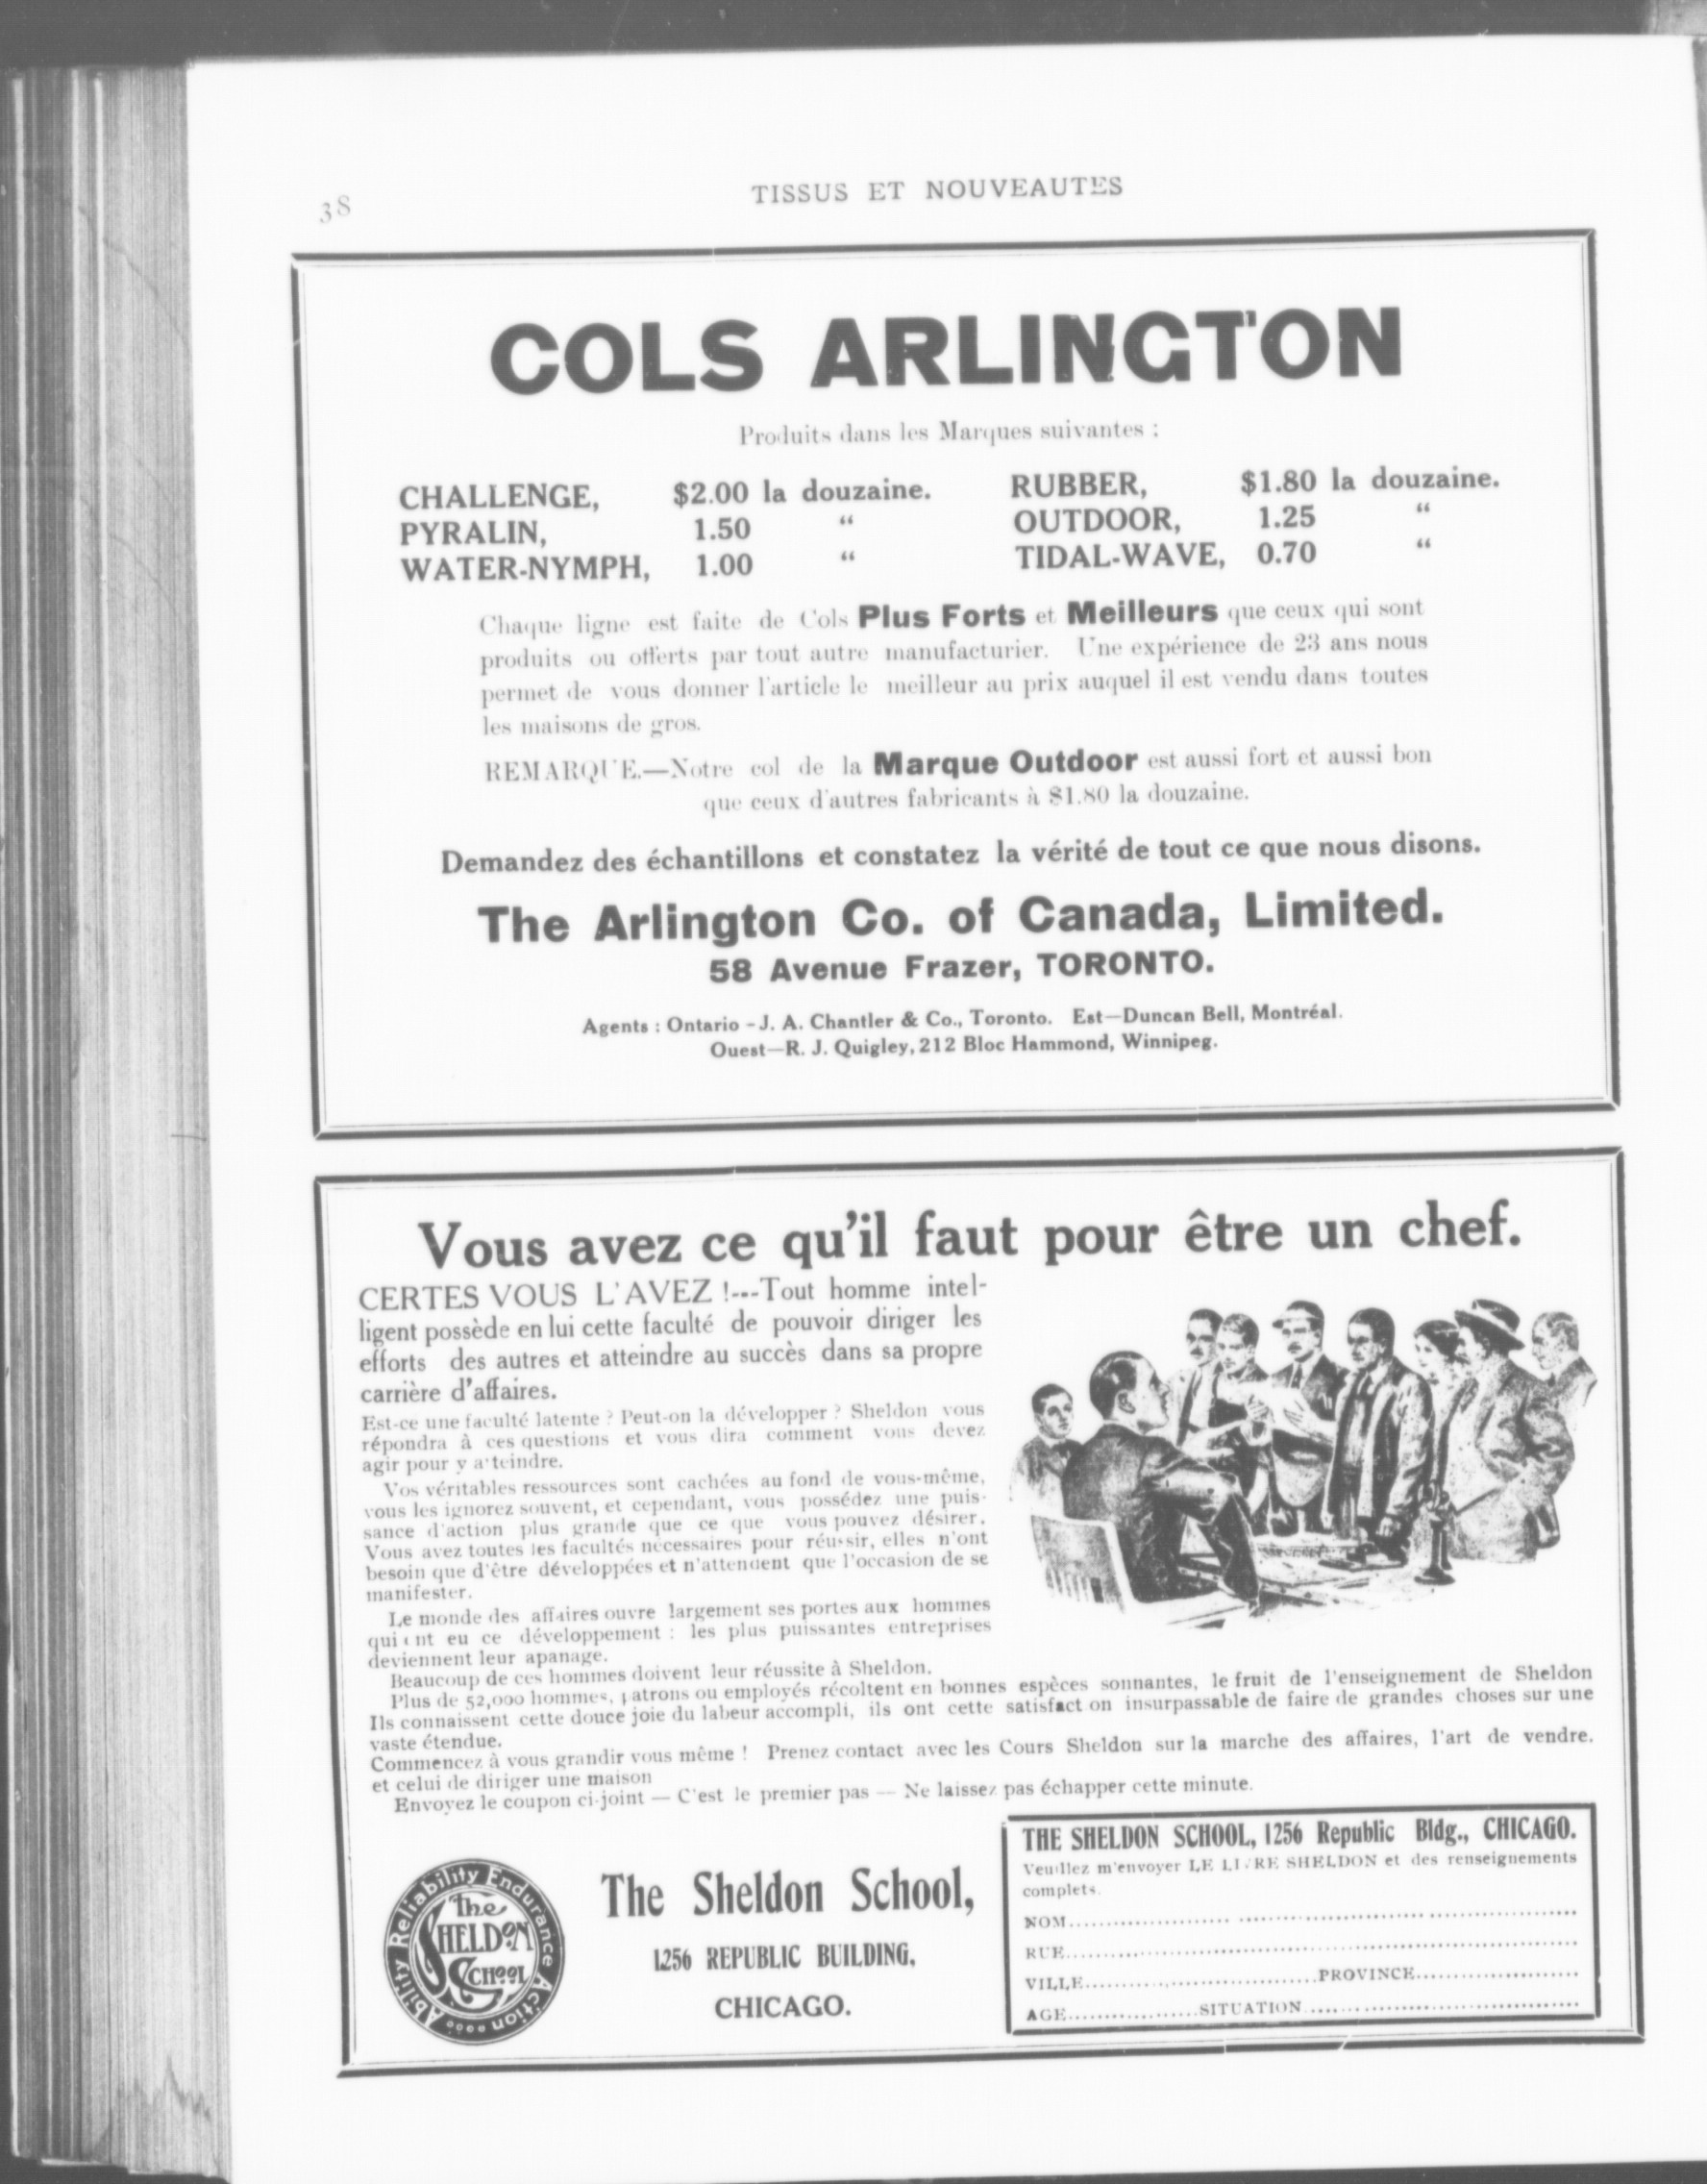 38
TISSUS ET NOUVEAUTES
COLS ARLINGTON
Produits dans les Marques suivantes :
CHALLENGE, $2.00 la douzaine.
PYRALIN, 1.50 “
WATER-NYMPH, 1.00 “
RUBBER, $1.80 la douzaine.
OUTDOOR, 1.25 “
TIDAL-WAVE, 0.70 “
Chaque ligne est faite de Cols Plus Forts et Meilleurs que ceux qui sont
produits ou offerts par tout autre manufacturier. Une expérience de 23 ans nous
permet de vous donner l'article le meilleur au prix auquel il est vendu dans toutes
les maisons de gros.
REMARQUE.—Notre col de la Marque Outdoor est aussi fort et aussi bon
que ceux d'autres fabricants à $1.80 la douzaine.
Demandez des échantillons et constatez la vérité de tout ce que nous disons.
The Arlington Co. of Canada, Limited.
58 Avenue Frazer, TORONTO.
Agents : Ontario - J. A. Chantler & Co., Toronto. Est—Duncan Bell, Montréal.
Ouest—R. J. Quigley, 212 Bloc Hammond, Winnipeg.
Vous avez ce qu'il faut pour être un chef.
CERTES VOUS L'AVEZ !---Tout homme intel-
ligent possède en lui cette faculté de pouvoir diriger les
efforts des autres et atteindre au succès dans sa propre
carrière d'affaires.
Est-ce une faculté latente ? Peut-on la développer ? Sheldon vous
répondra à ces questions et vous dira comment vous devez
agir pour y atteindre.
Vos véritables ressources sont cachées au fond de vous-même,
vous les ignorez souvent, et cependant, vous possédez une puis-
sance d'action plus grande que ce que vous pouvez désirer.
Vous avez toutes les facultés nécessaires pour réussir, elles n'ont
besoin que d'être développées et n'attendent que l'occasion de se
manifester.
Le monde des affaires ouvre largement ses portes aux hommes
qui ont eu ce développement : les plus puissantes entreprises
deviennent leur apanage.
Beaucoup de ces hommes doivent leur réussite à Sheldon.
Plus de 52,000 hommes, patrons ou employés récoltent en bonnes espèces sonnantes, le fruit de l'enseignement de Sheldon
Ils connaissent cette douce joie du labeur accompli, ils ont cette satisfaction insurpassable de faire de grandes choses sur une
vaste étendue.
Commencez à vous grandir vous même ! Prenez contact avec les Cours Sheldon sur la marche des affaires, l'art de vendre.
et celui de diriger une maison
Envoyez le coupon ci-joint — C'est le premier pas — Ne laissez pas échapper cette minute.
Ability Reliability Endurance Action
The
SHELDON
SCHOOL
The Sheldon School,
1256 REPUBLIC BUILDING,
CHICAGO.
THE SHELDON SCHOOL, 1256 Republic Bldg., CHICAGO.
Veuillez m'envoyer LE LIVRE SHELDON et des renseignements
complets.
NOM
RUE
VILLE PROVINCE
AGE SITUATION